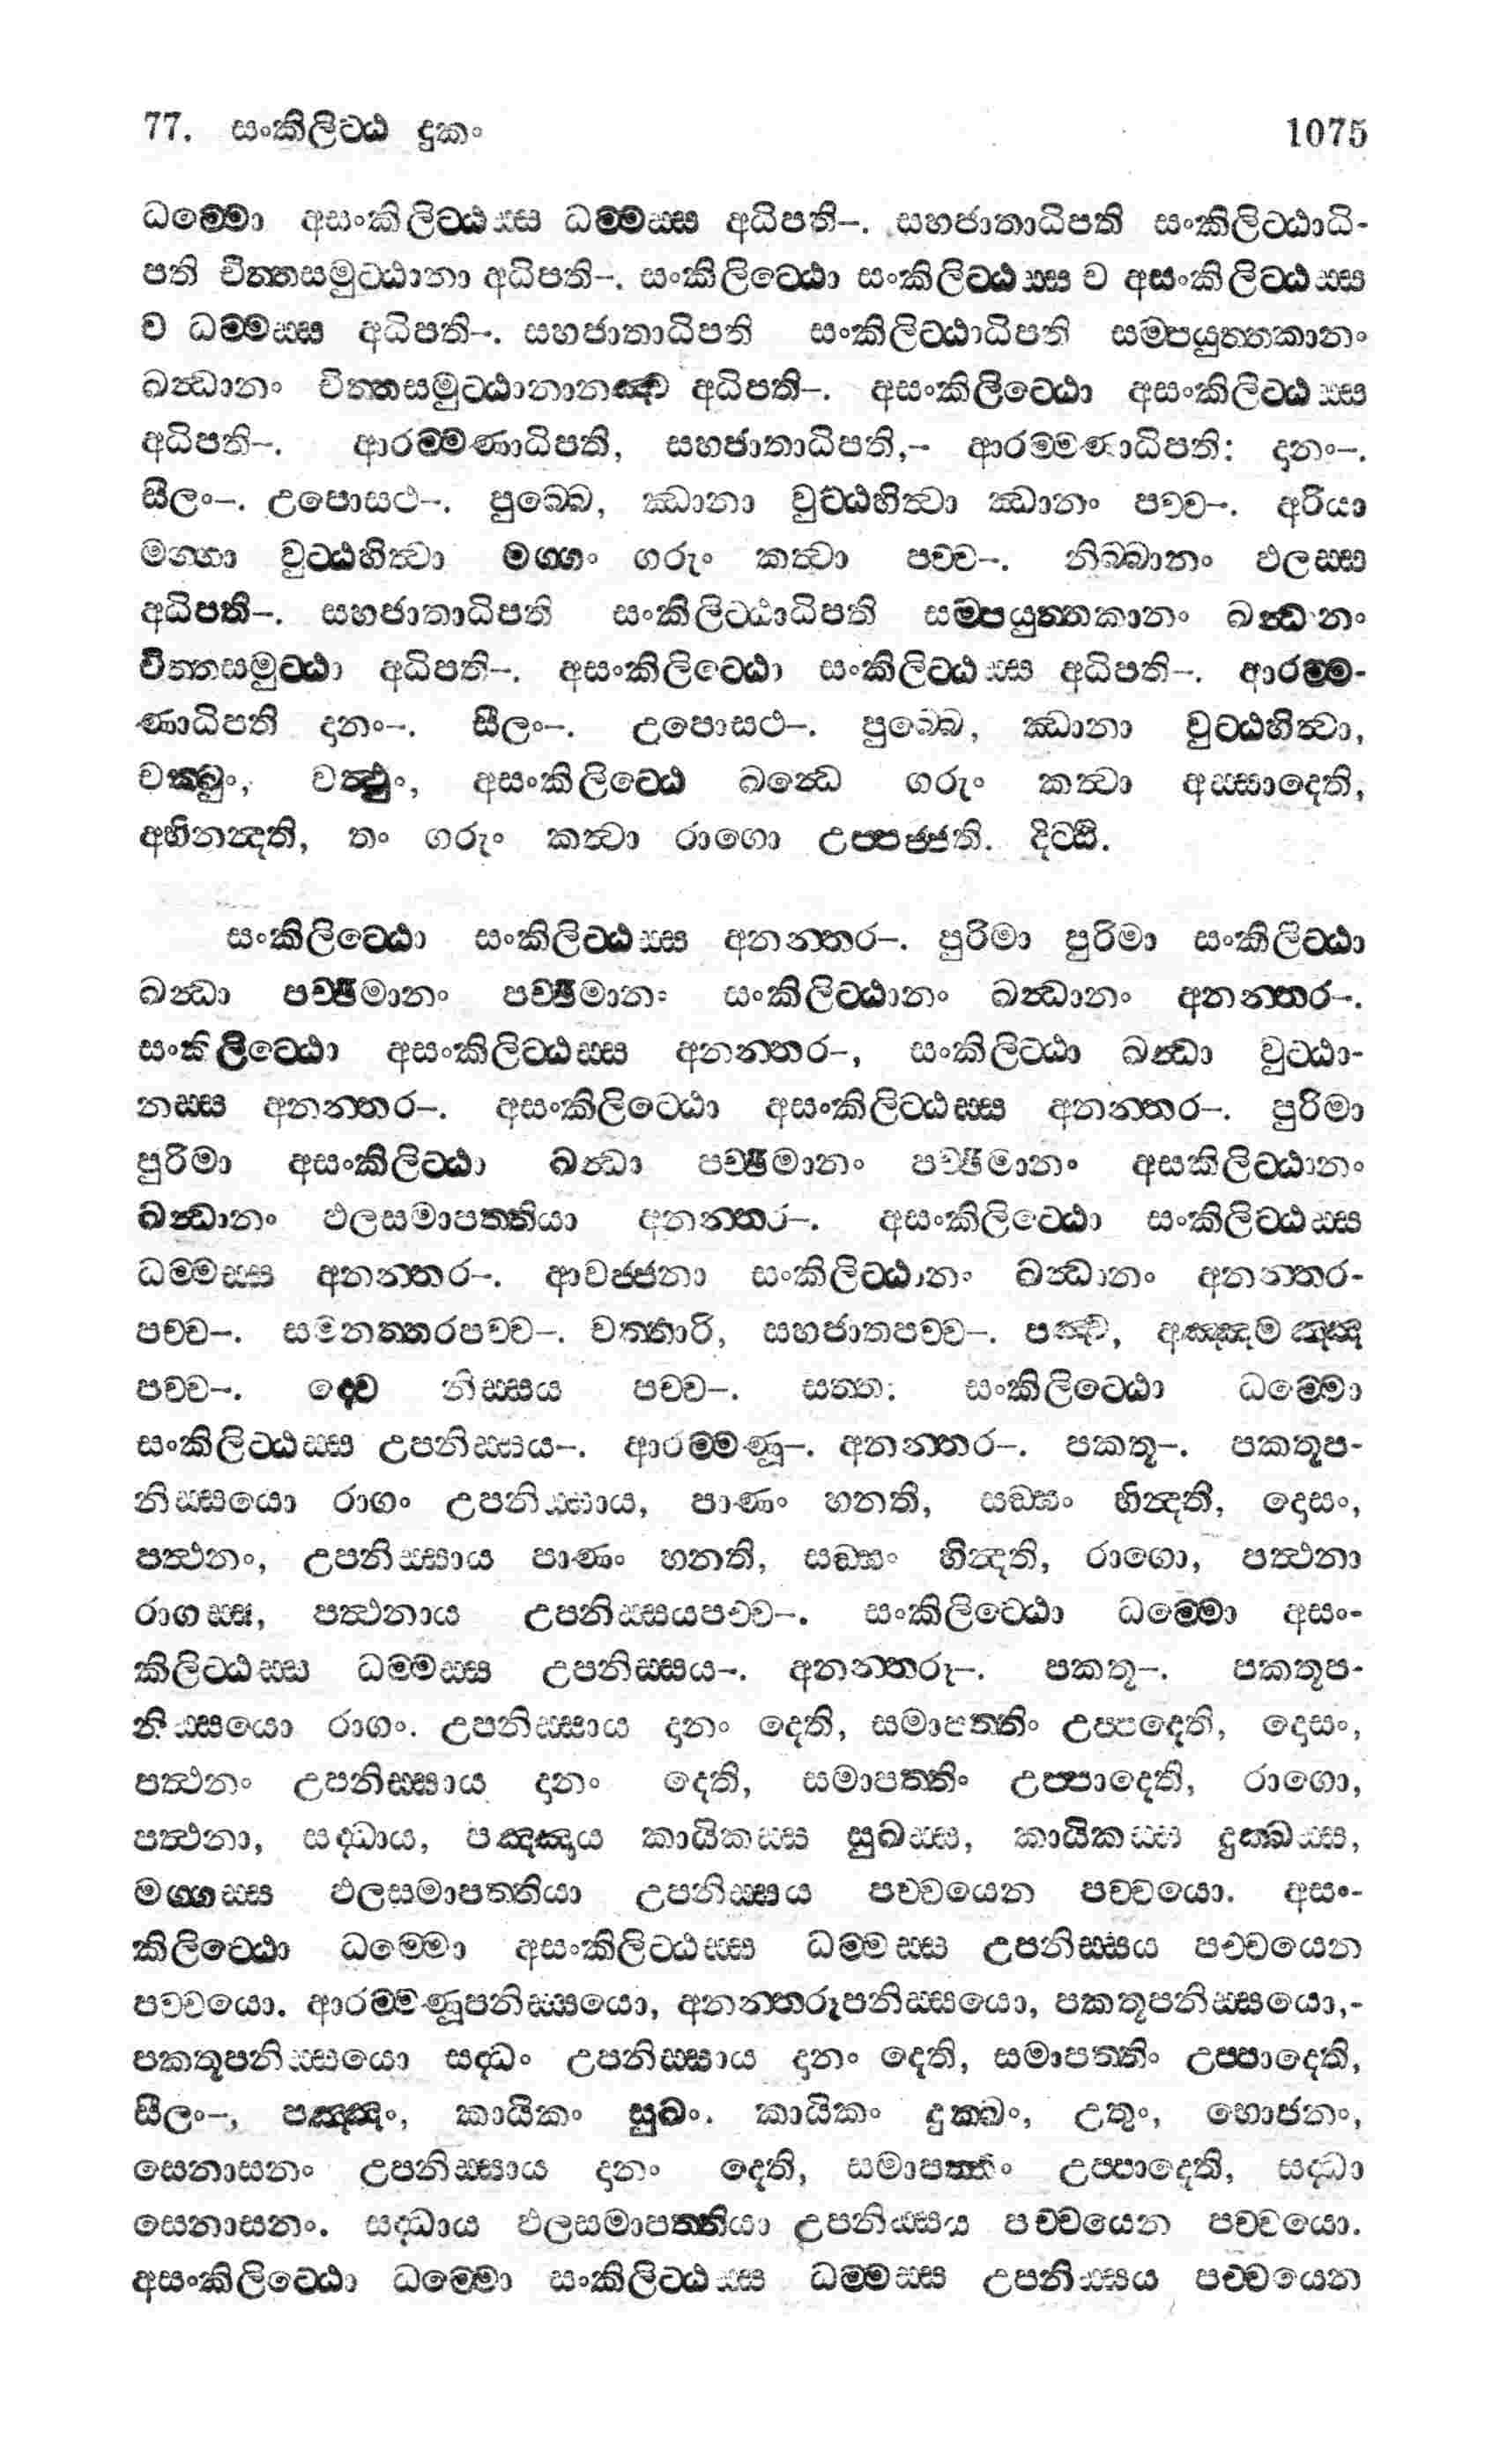 77. සංකිලිට්ඨ දුකං 1075
ධම්මො අසංකිලිට්ඨස්ස ධම්මස්ස අධිපති–. සහජාතාධිපති සංකිලිට්ඨාධි-
පති චිත්තසමුට්ඨානා අධිපති–. සංකිලිට්ඨො සංකිලිට්ඨස්ස ච අසංකිලිට්ඨස්ස
ච ධම්මස්ස අධිපති–. සහජාතාධිපති සංකිලිට්ඨාධිපති සම්පයුත්තකානං
ඛන්ධානං චිත්තසමුට්ඨානානඤ්ච අධිපති–. අසංකිලිට්ඨො අසංකිලිට්ඨස්ස
අධිපති–. ආරම්මණාධිපති, සහජාතාධිපති,– ආරම්මණාධිපති: දානං–.
සීලං–. උපොසථ–. පුබ්බෙ, ඣානා වුට්ඨහිත්වා ඣානං පච්ච–. අරියා
මග්ගා වුට්ඨහිත්වා මග්ගං ගරුං කත්වා පච්ච–. නිබ්බානං ඵලස්ස
අධිපති–. සහජාතාධිපති සංකිලිට්ඨාධිපති සම්පයුත්තකානං ඛන්ධානං
චිත්තසමුට්ඨා අධිපති–. අසංකිලිට්ඨො සංකිලිට්ඨස්ස අධිපති–. ආරම්ම-
ණාධිපති දානං–. සීලං–. උපොසථ–. පුබ්බෙ, ඣානා වුට්ඨහිත්වා,
චක්ඛුං, වත්ථුං, අසංකිලිට්ඨෙ ඛන්ධෙ ගරුං කත්වා අස්සාදෙති,
අභිනන්දති, තං ගරුං කත්වා රාගො උප්පජ්ජති. දිට්ඨි.
සංකිලිට්ඨො සංකිලිට්ඨස්ස අනන්තර–. පුරිමා පුරිමා සංකිලිට්ඨා
ඛන්ධා පච්ඡිමානං පච්ඡිමානං සංකිලිට්ඨානං ඛන්ධානං අනන්තර–.
සංකිලිට්ඨො අසංකිලිට්ඨස්ස අනන්තර–, සංකිලිට්ඨා ඛන්ධා වුට්ඨා-
නස්ස අනන්තර–. අසංකිලිට්ඨො අසංකිලිට්ඨස්ස අනන්තර–. පුරිමා
පුරිමා අසංකිලිට්ඨා ඛන්ධා පච්ඡිමානං පච්ඡිමානං අසකිලිට්ඨානං
ඛන්ධානං ඵලසමාපත්තියා අනන්තර–. අසංකිලිට්ඨො සංකිලිට්ඨස්ස
ධම්මස්ස අනන්තර–. ආවජ්ජනා සංකිලිට්ඨානං ඛන්ධානං අනන්තර-
පච්ච–. සමනත්තරපච්ච–. චත්තාරි, සහජාතපච්ච–. පඤ්ච, අඤ්ඤමඤ්ඤ
පච්ච–. ද්වෙ නිස්සය පච්ච–. සත්ත: සංකිලිට්ඨො ධම්මො
සංකිලිට්ඨස්ස උපනිස්සය–. ආරම්මණූ–. අනන්තර–. පකතූ–. පකතූප-
නිස්සයො රාගං උපනිස්සාය, පාණං හනති, සඞ්ඝං භින්දති, දොසං,
පත්ථනං, උපනිස්සාය පාණං හනති, සඞ්ඝං භින්දති, රාගො, පත්ථනා
රාගස්ස, පත්ථනාය උපනිස්සයපච්ච–. සංකිලිට්ඨො ධම්මො අසං-
කිලිට්ඨස්ස ධම්මස්ස උපනිස්සය–. අනන්තරූ–. පකතූ–. පකතූප-
නිස්සයො රාගං. උපනිස්සාය දානං දෙති, සමාපත්තිං උප්පදෙති, දොසං,
පත්ථනං උපනිස්සාය දානං දෙති, සමාපත්තිං උප්පාදෙති, රාගො,
පත්ථනා, සද්ධාය, පඤ්ඤාය කායිකස්ස සුඛස්ස, කායිකස්ස දුක්ඛස්ස,
මග්ගස්ස ඵලසමාපත්තියා උපනිස්සය පච්චයෙන පච්චයො. අසං-
කිලිට්ඨො ධම්මො අසංකිලිට්ඨස්ස ධම්මස්ස උපනිස්සය පච්චයෙන
පච්චයො. ආරම්මණූපනිස්සයො, අනන්තරූපනිස්සයො, පකතූපනිස්සයො,-
පකතූපනිස්සයො සද්ධං උපනිස්සාය දානං දෙති, සමාපත්තිං උප්පාදෙති,
සීලං–, පඤ්ඤං, කායිකං සුඛං. කායිකං දුක්ඛං, උතුං, භොජනං,
සෙනාසනං උපනිස්සාය දානං දෙති, සමාපත්තිං උප්පාදෙති, සද්ධා
සෙනාසනං. සද්ධාය ඵලසමාපත්තියා උපනිස්සය පච්චයෙන පච්චයො.
අසංකිලිට්ඨො ධම්මො සංකිලිට්ඨස්ස ධම්මස්ස උපනිස්සය පච්චයෙන